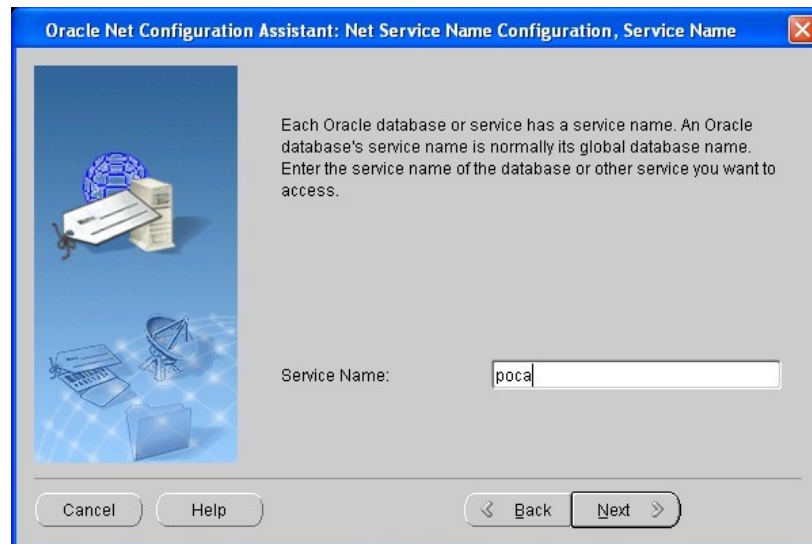 Oracle Net Configuration Assistant: Net Service Name Configuration, Service Name
Each Oracle database or service has a service name. An Oracle
database's service name is normally its global database name.
Enter the service name of the database or other service you want to
access.
Service Name:
poca
Cancel
Help
Back
Next